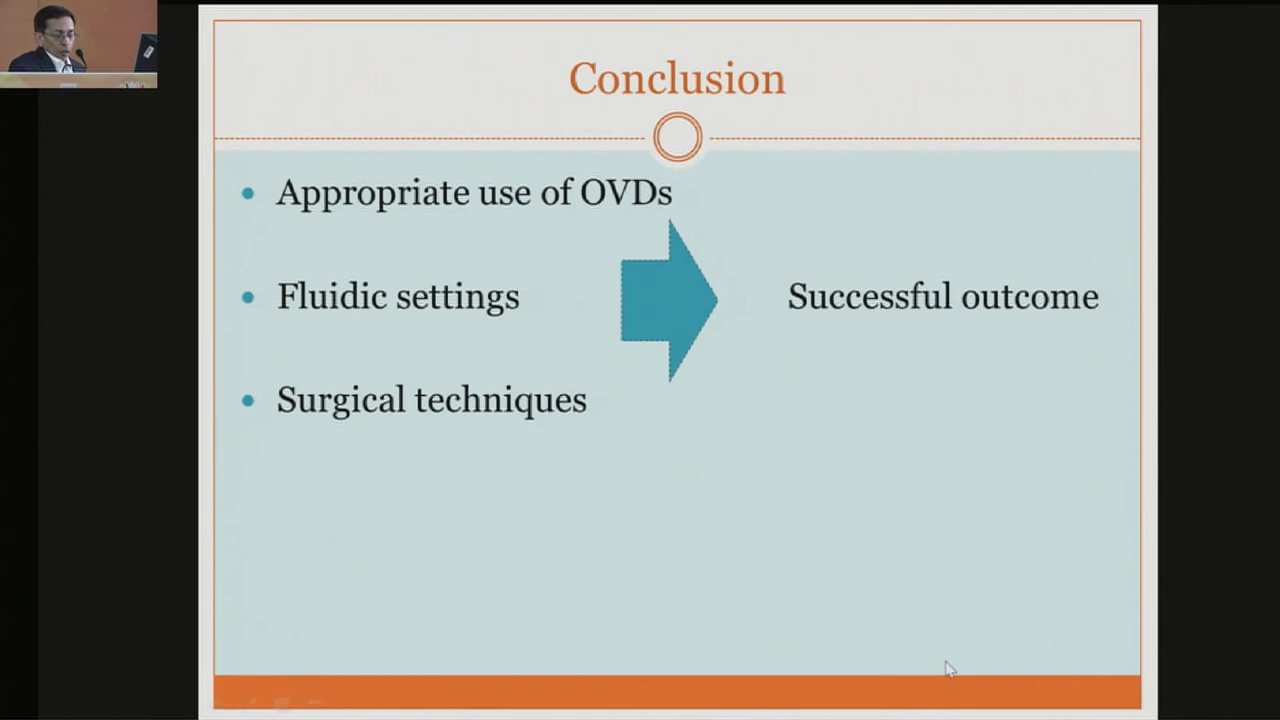 Conclusion
• Appropriate use of OVDs
• Fluidic settings
Successful outcome
• Surgical techniques